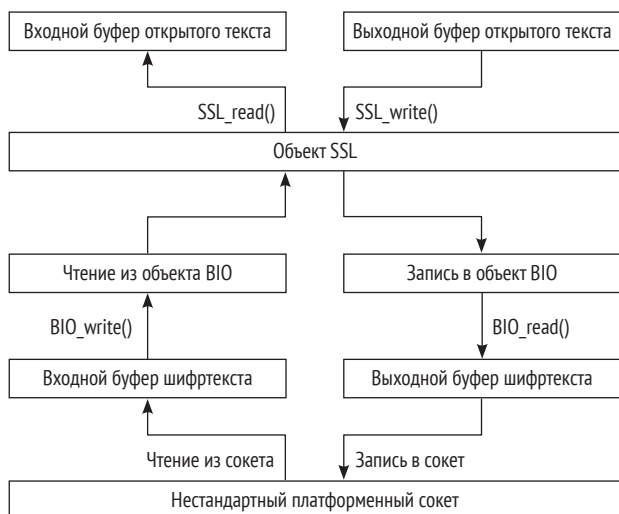 Входной буфер открытого текста
Выходной буфер открытого текста
SSL_read()
SSL_write()
Объект SSL
Чтение из объекта BIO
Запись в объект BIO
BIO_write()
BIO_read()
Входной буфер шифртекста
Выходной буфер шифртекста
Чтение из сокета
Запись в сокет
Нестандартный платформенный сокет